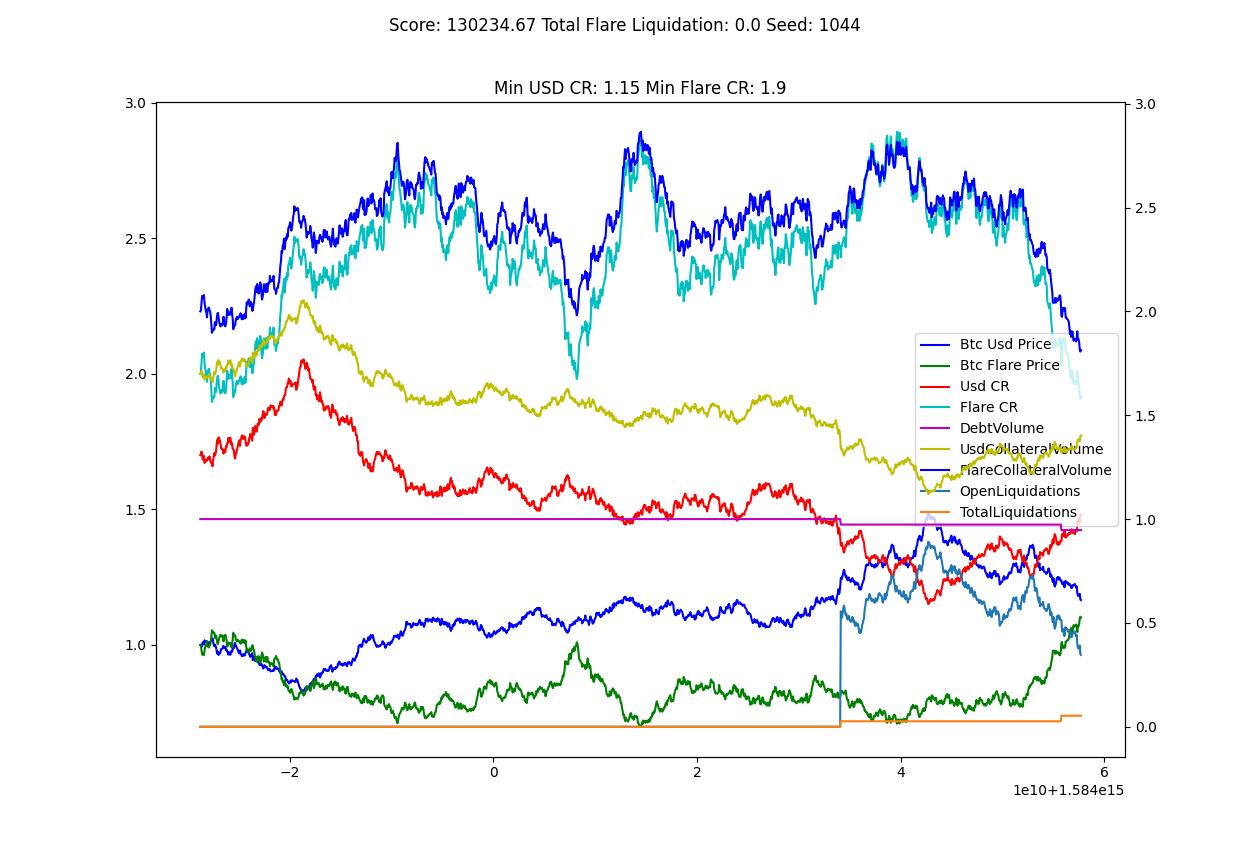 Score: 130234.67 Total Flare Liquidation: 0.0 Seed: 1044
Min USD CR: 1.15 Min Flare CR: 1.9
3.0
2.5
2.0
1.5
1.0
3.0
2.5
2.0
1.5
1.0
0.5
0.0
Btc Usd Price
Btc Flare Price
Usd CR
Flare CR
DebtVolume
UsdCollateralVolume
FlareCollateralVolume
OpenLiquidations
TotalLiquidations
−2 0 2 4 6
1e10+1.584e15